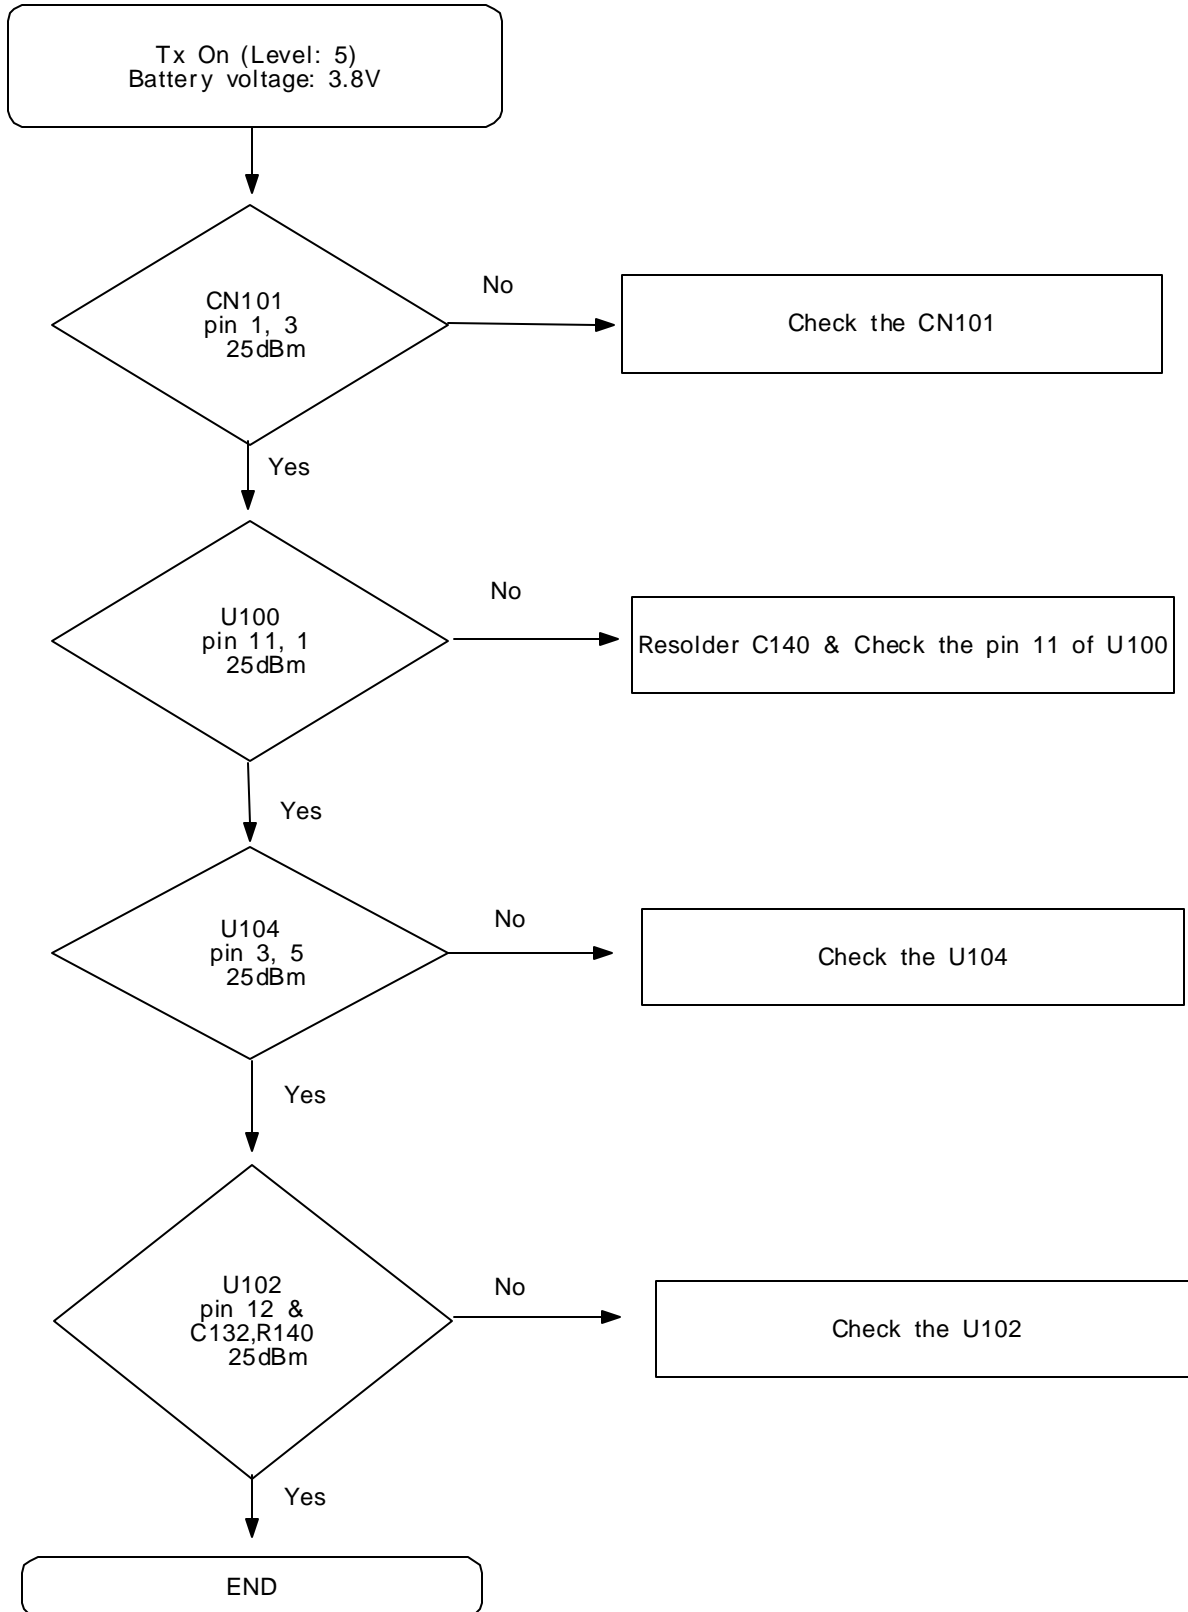 Tx On (Level: 5)
Battery voltage: 3.8V
CN101
pin 1, 3
25dBm
No
Check the CN101
Yes
U100
pin 11, 1
25dBm
No
Resolder C140 & Check the pin 11 of U100
Yes
U104
pin 3, 5
25dBm
No
Check the U104
Yes
U102
pin 12 &
C132,R140
25dBm
No
Check the U102
Yes
END